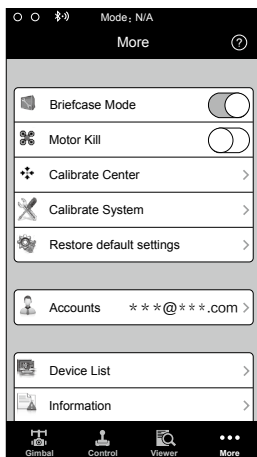 Mode: N/A
More
?
Briefcase Mode
Motor Kill
Calibrate Center
Calibrate System
Restore default settings
Accounts ***@***.com
Device List
Information
Gimbal Control Viewer More